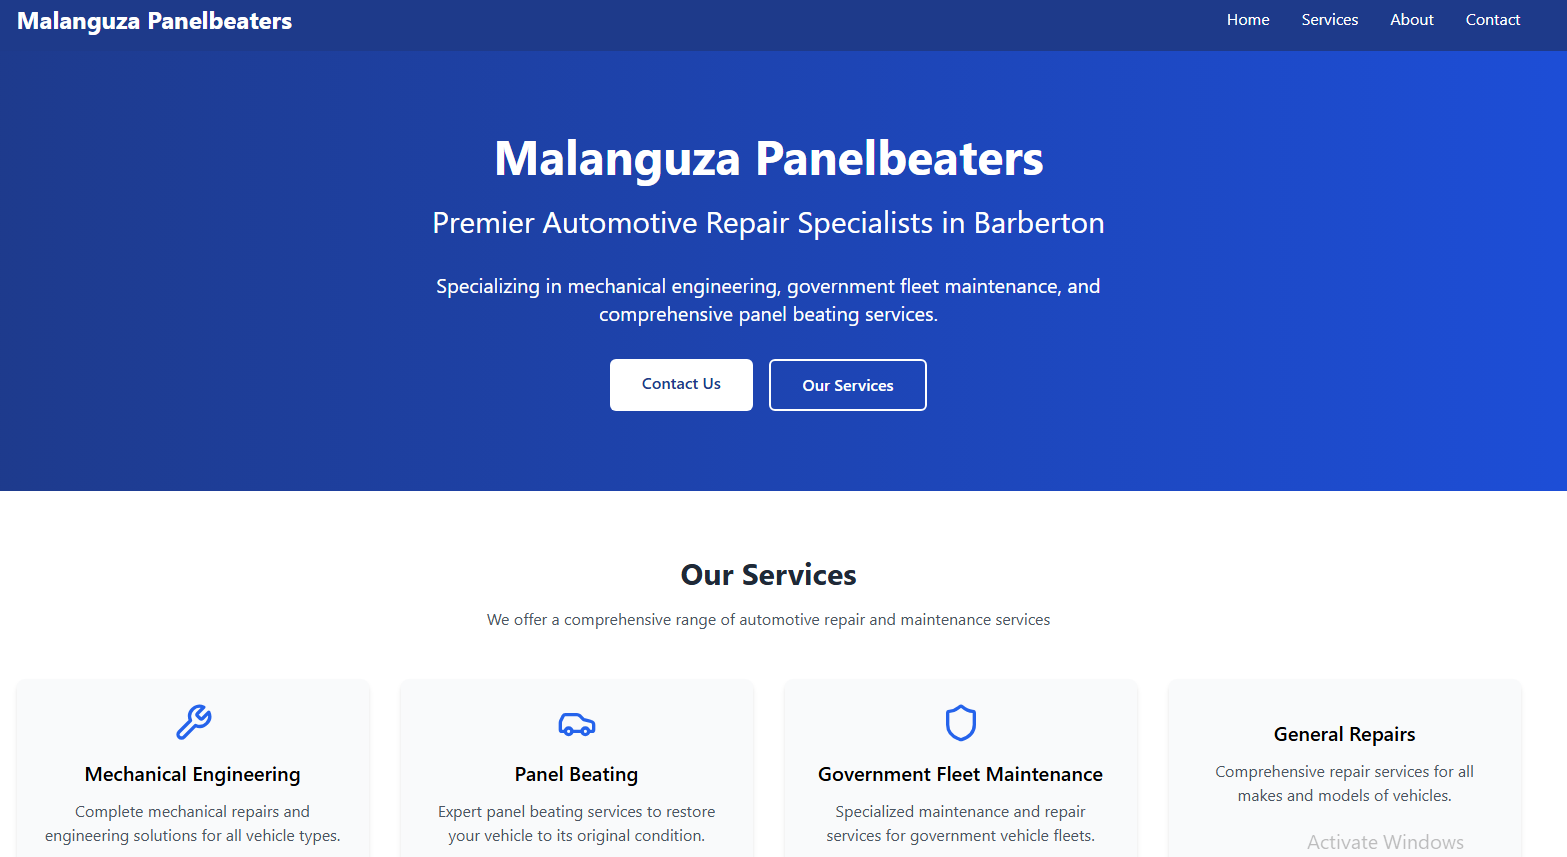 Malanguza Panelbeaters
Home
Services
About
Contact
Malanguza Panelbeaters
Premier Automotive Repair Specialists in Barberton
Specializing in mechanical engineering, government fleet maintenance, and
comprehensive panel beating services.
Contact Us
Our Services
Our Services
We offer a comprehensive range of automotive repair and maintenance services
Mechanical Engineering
Complete mechanical repairs and
engineering solutions for all vehicle types.
Panel Beating
Expert panel beating services to restore
your vehicle to its original condition.
Government Fleet Maintenance
Specialized maintenance and repair
services for government vehicle fleets.
General Repairs
Comprehensive repair services for all
makes and models of vehicles.
Activate Windows